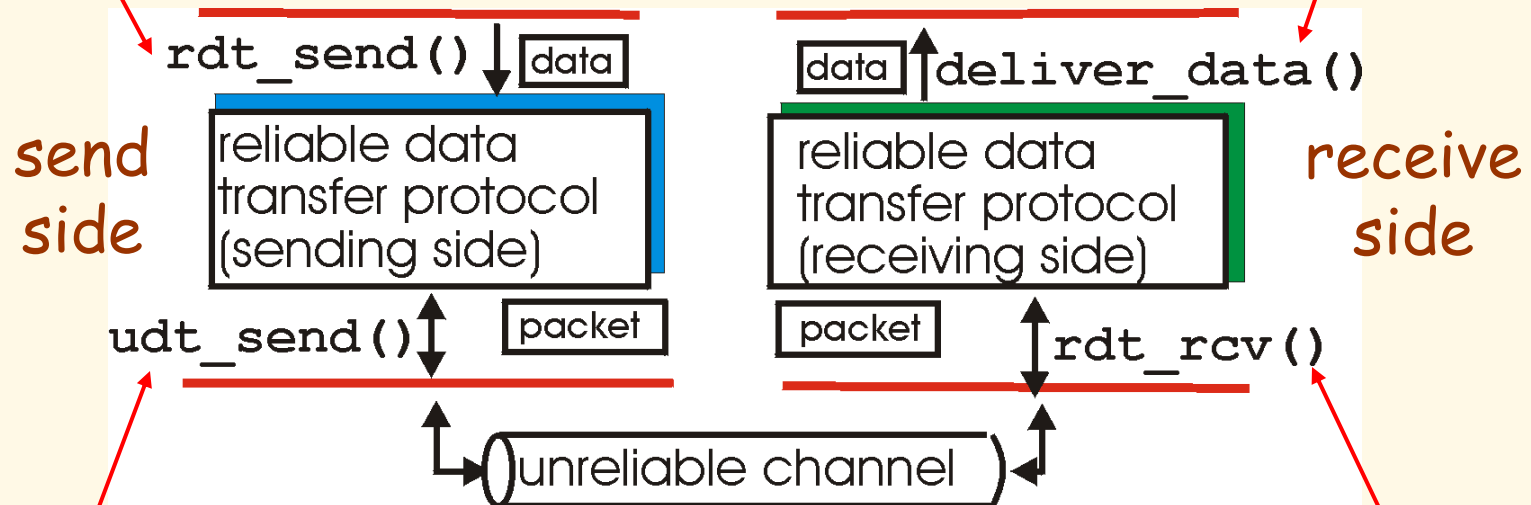 rdt_send()
data
data
deliver_data()
send
side
reliable data
transfer protocol
(sending side)
reliable data
transfer protocol
(receiving side)
receive
side
udt_send()
packet
packet
rdt_rcv()
unreliable channel